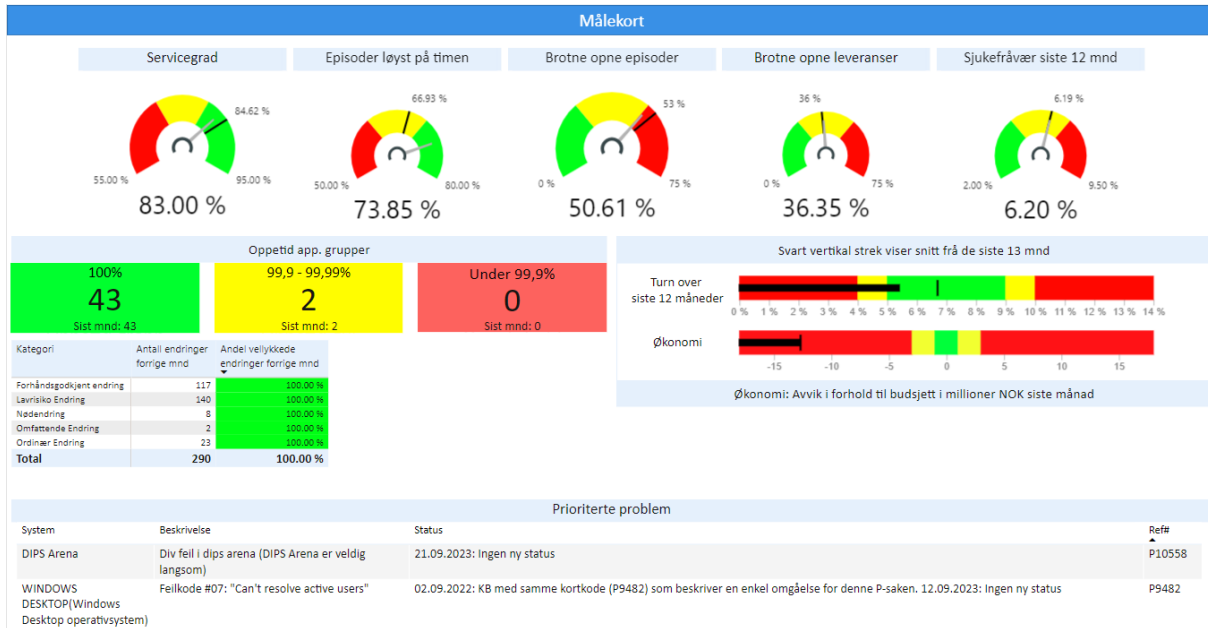 Målekort
Servicegrad
Episoder løyst på timen
Brotne opne episoder
Brotne opne leveranser
Sjukefråvær siste 12 mnd
84.62 %
55.00 %
95.00 %
83.00 %
66.93 %
50.00 %
80.00 %
73.85 %
53 %
0 %
75 %
50.61 %
36 %
0 %
75 %
36.35 %
6.19 %
2.00 %
9.50 %
6.20 %
Oppetid app. grupper
100%
43
Sist mnd: 43
99,9 - 99,99%
2
Sist mnd: 2
Under 99,9%
0
Sist mnd: 0
Svart vertikal strek viser snitt frå de siste 13 mnd
Turn over
siste 12 måneder
0 % 1 % 2 % 3 % 4 % 5 % 6 % 7 % 8 % 9 % 10 % 11 % 12 % 13 % 14 %
Økonomi
-15 -10 -5 0 5 10 15
Økonomi: Avvik i forhold til budsjett i millioner NOK siste månad
Kategori Antall endringer Andel vellykkede
forrige mnd endringer forrige mnd
Forhåndsgodkjent endring 117 100.00 %
Lavrisiko Endring 140 100.00 %
Nødendring 8 100.00 %
Omfattende Endring 2 100.00 %
Ordinær Endring 23 100.00 %
Total 290 100.00 %
Prioriterte problem
System Beskrivelse Status Ref#
DIPS Arena Div feil i dips arena (DIPS Arena er veldig 21.09.2023: Ingen ny status P10558
langsom)
WINDOWS Feilkode #07: "Can't resolve active users" 02.09.2022: KB med samme kortkode (P9482) som beskriver en enkel omgåelse for denne P-saken. 12.09.2023: Ingen ny status P9482
DESKTOP(Windows
Desktop operativsystem)